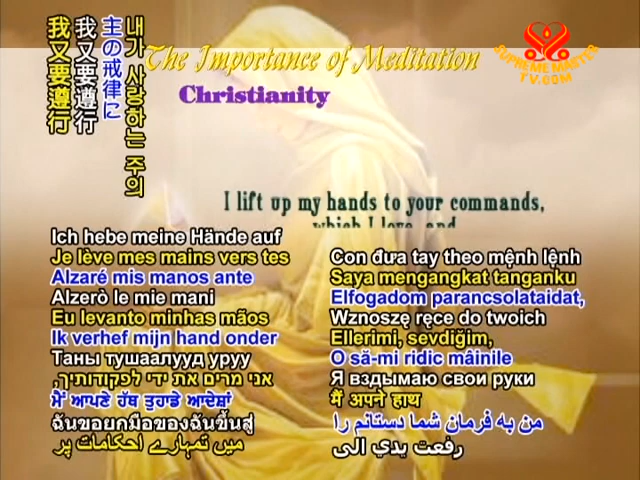 The Importance of Meditation
Christianity
SUPREME MASTER
TV.COM
내가 사랑하는 주의
主の戒律に
我又要遵行
我又要遵行
I lift up my hands to your commands,
which I love, and
Ich hebe meine Hände auf
Je lève mes mains vers tes
Alzaré mis manos ante
Alzerò le mie mani
Eu levanto minhas mãos
Ik verhef mijn hand onder
Таны тушаалууд уруу
אני מרים את ידי לפקודותיך,
ਮੈਂ ਆਪਣੇ ਹੱਥ ਤੁਹਾਡੇ ਆਦੇਸ਼ਾਂ
ฉันขอยกมือของฉันขึ้นสู่
میں تمہارے احکامات پر
Con đưa tay theo mệnh lệnh
Saya mengangkat tanganku
Elfogadom parancsolataidat,
Wznoszę ręce do twoich
Ellerimi, sevdiğim,
O să-mi ridic mâinile
Я вздымаю свои руки
मैं अपने हाथ
من به فرمان شما دستانم را
رفعت يدي الى